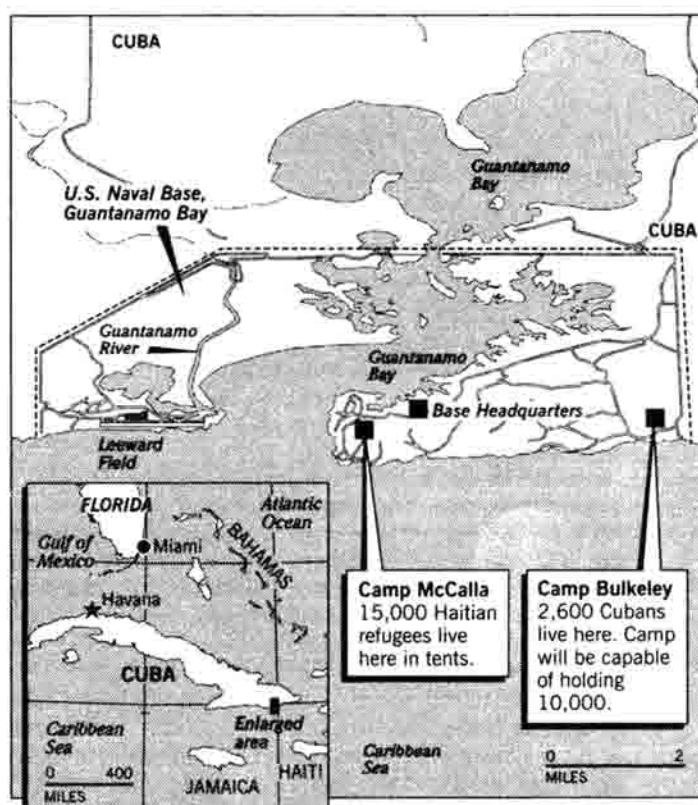 CUBA
Guantanamo
Bay
U.S. Naval Base,
Guantanamo Bay
CUBA
Guantanamo
River
Guantanamo
Bay
Base Headquarters
Leeward
Field
FLORIDA
Atlantic
Ocean
Gulf of
Mexico
Miami
BAHAMAS
Havana
CUBA
Enlarged
area
Caribbean
Sea
0 400
MILES
JAMAICA
HAITI
Camp McCalla
15,000 Haitian
refugees live
here in tents.
Camp Bulkeley
2,600 Cubans
live here. Camp
will be capable
of holding
10,000.
Caribbean
Sea
0 2
MILES